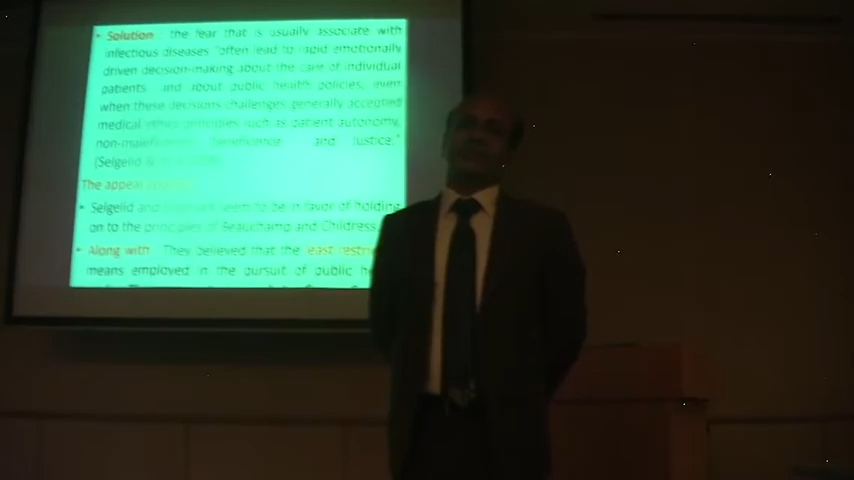 • Solution the fear that is usually associate with
infectious diseases "often lead to rapid emotionally
driven decision-making about the care of individual
patients and about public health policies, even
when these decisions challenges generally accepted
medical ethics principles such as patient autonomy,
non-maleficence, beneficence and justice."
(Selgelid
The appeal
• Selgelid and seem to be in favor of holding
on to the principles of Beauchamp and Childress.
• Along with They believed that the east restri
means employed in the pursuit of public he